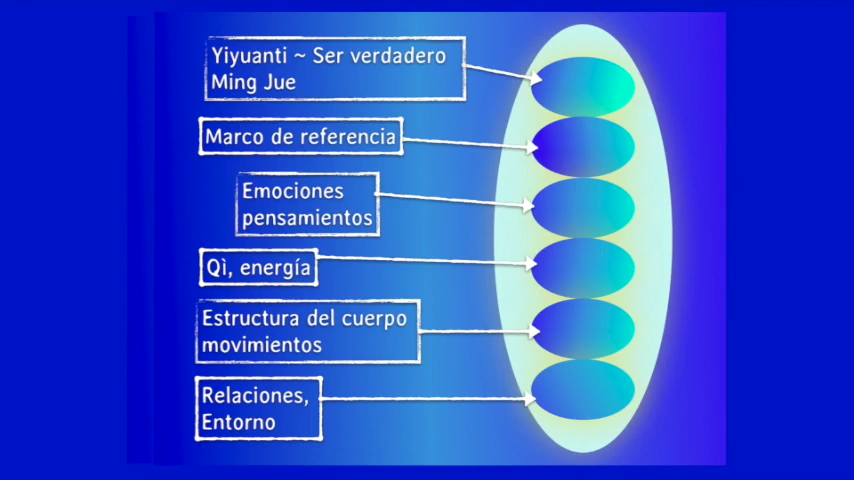 Yiyuanti ~ Ser verdadero
Ming Jue
Marco de referencia
Emociones
pensamientos
Qì, energía
Estructura del cuerpo
movimientos
Relaciones,
Entorno